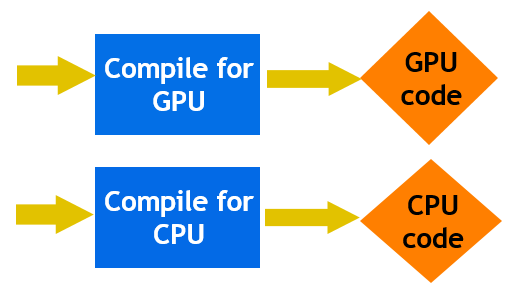 Compile for
GPU
GPU
code
Compile for
CPU
CPU
code